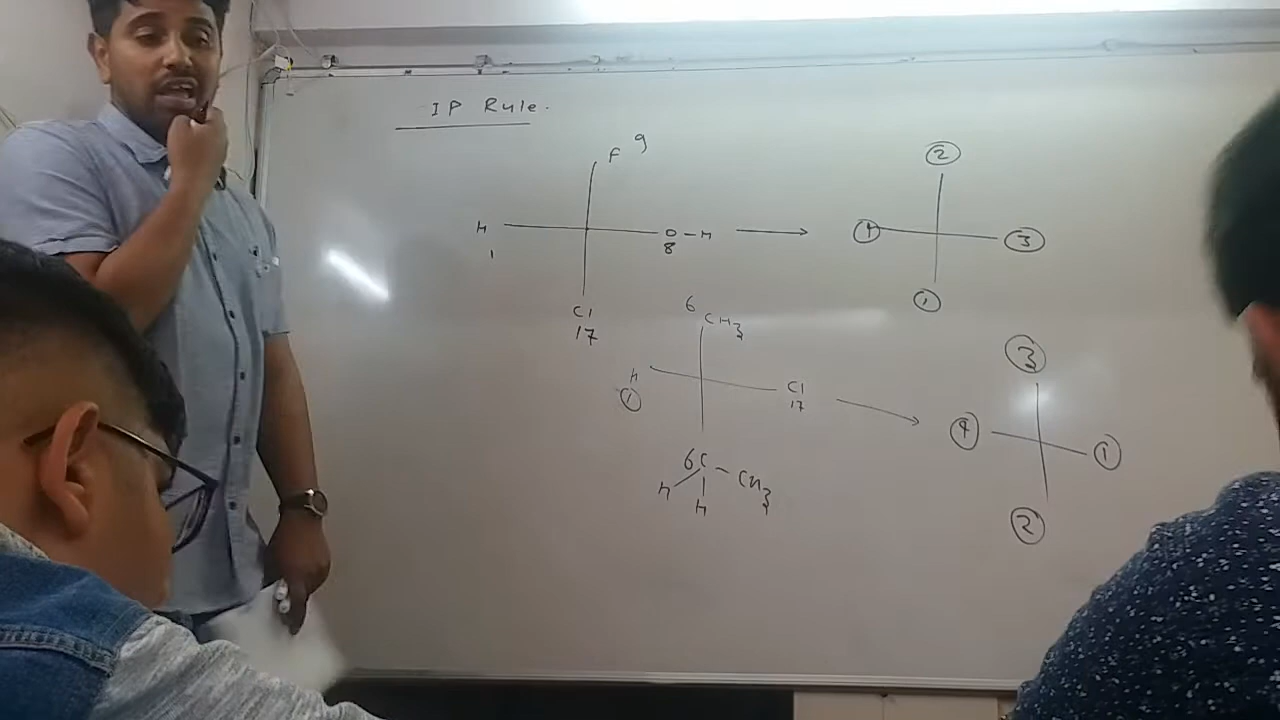 IP Rule.
F 9
②
H
O-H
④
③
1
8
Cl
①
17
6
CH3
③
H
Cl
①
17
④
①
6C
CH3
H
H
②